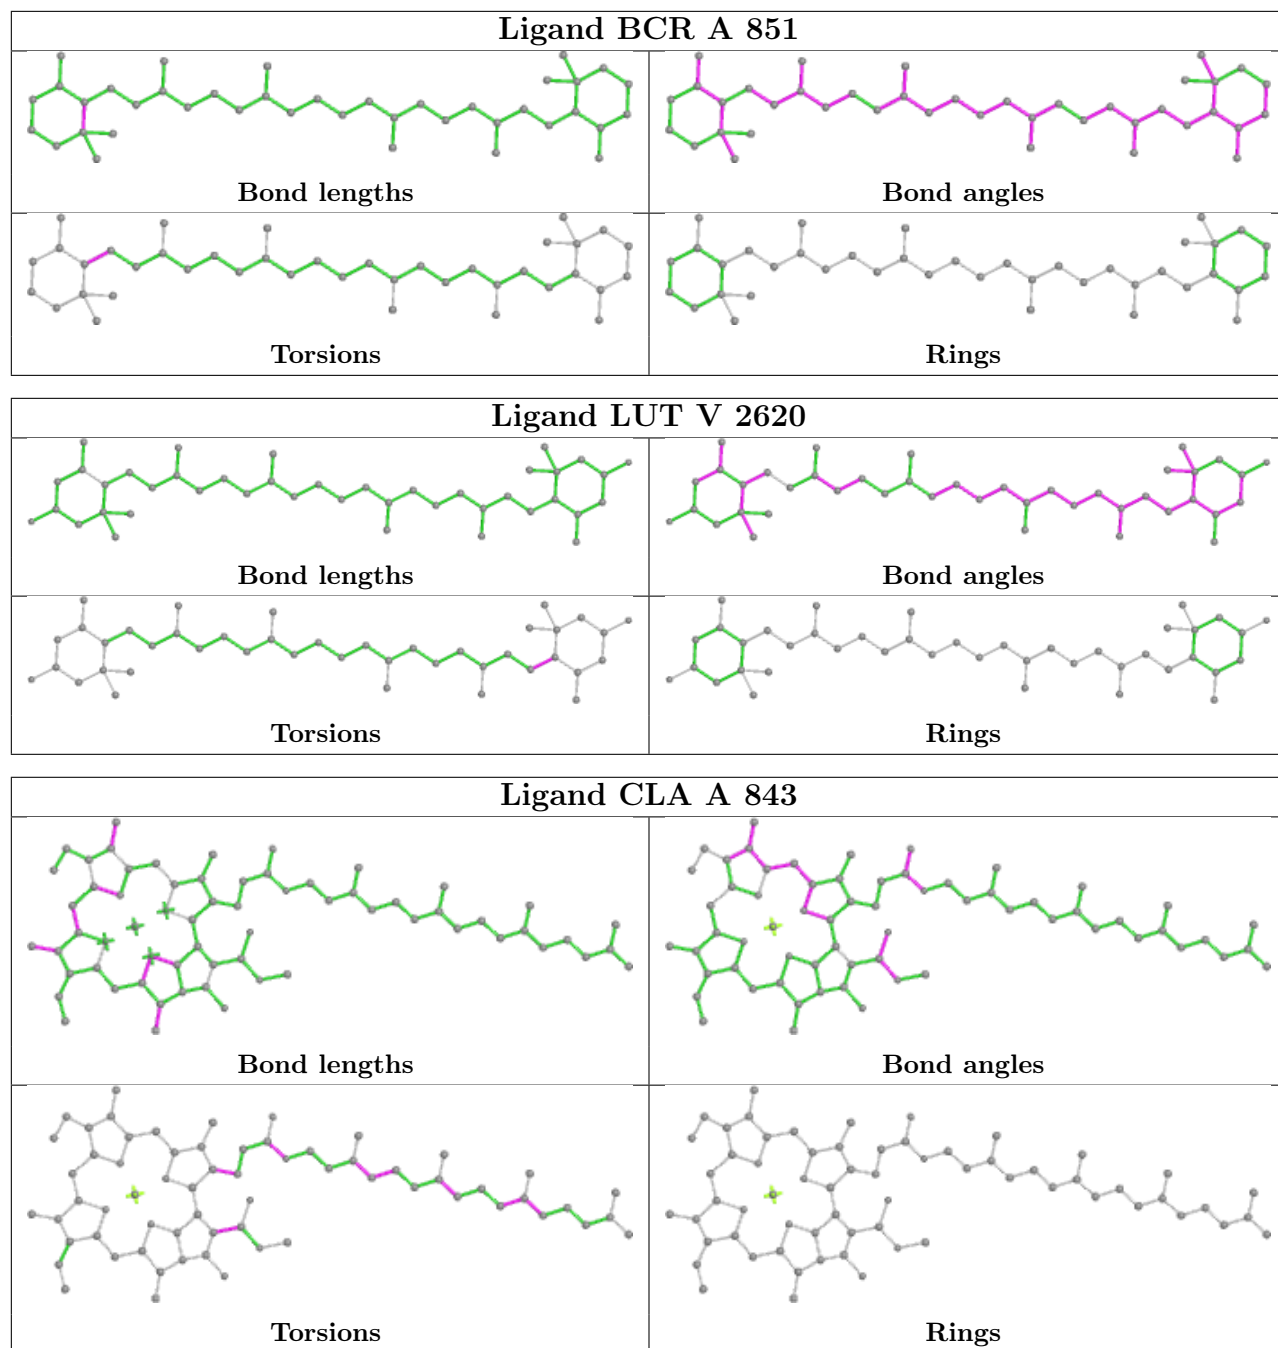 Ligand BCR A 851
Bond lengths
Bond angles
Torsions
Rings
Ligand LUT V 2620
Bond lengths
Bond angles
Torsions
Rings
Ligand CLA A 843
Bond lengths
Bond angles
Torsions
Rings